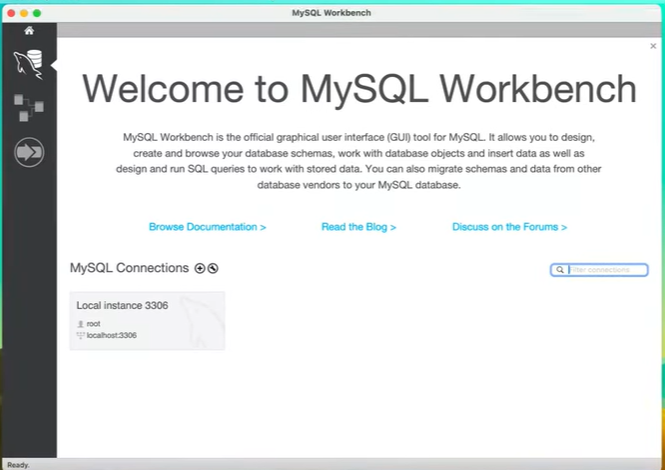 MySQL Workbench
Welcome to MySQL Workbench
MySQL Workbench is the official graphical user interface (GUI) tool for MySQL. It allows you to design,
create and browse your database schemas, work with database objects and insert data as well as
design and run SQL queries to work with stored data. You can also migrate schemas and data from other
database vendors to your MySQL database.
Browse Documentation >
Read the Blog >
Discuss on the Forums >
MySQL Connections
Filter connections
Local instance 3306
root
localhost:3306
Ready.